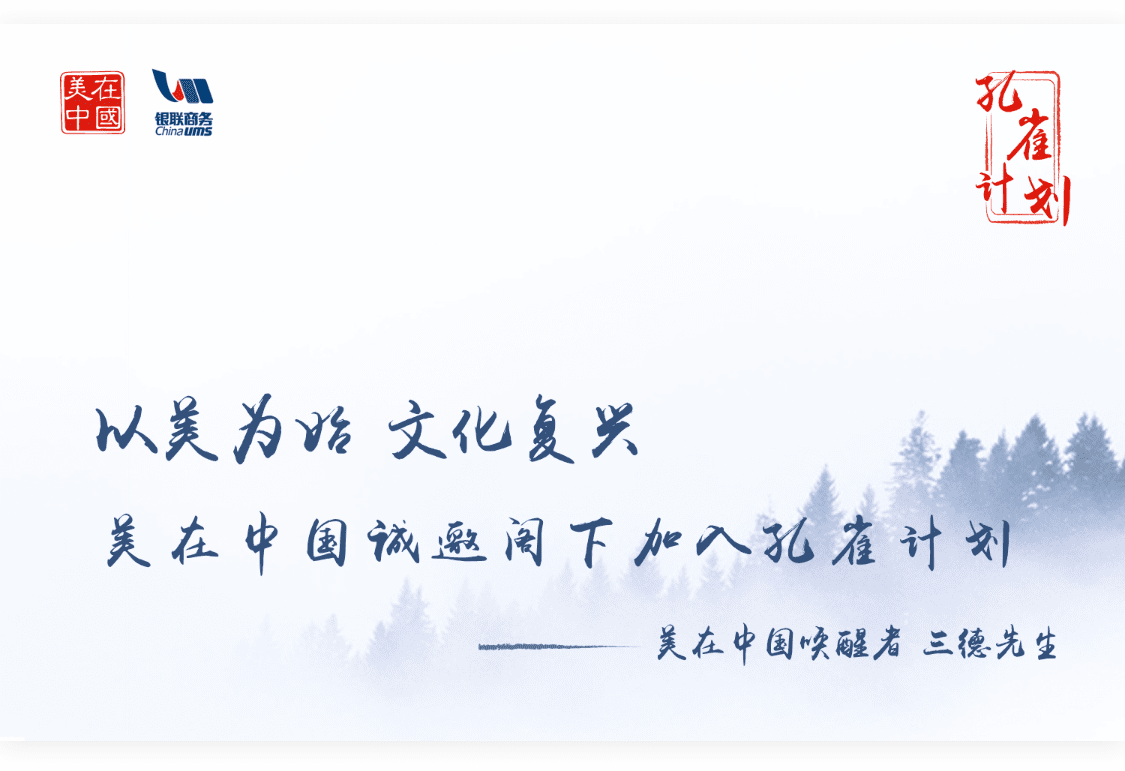 美在
中國
银联商务
China ums
孔雀
计划
以美为始 文化复兴
美在中国诚邀阁下加入孔雀计划
美在中国唤醒者 三德先生